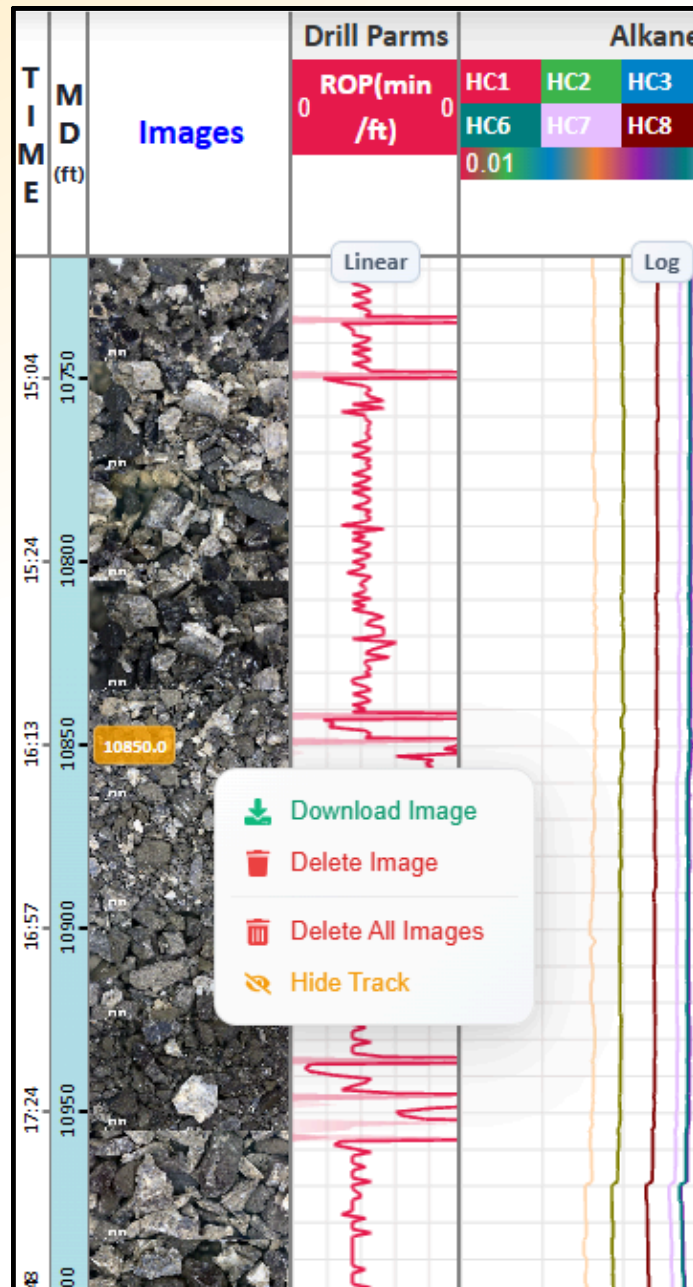 TIME
MD
(ft)
Images
Drill Parms
0 ROP(min /ft) 0
Alkane
HC1 HC2 HC3
HC6 HC7 HC8
0.01
Linear
Log
15:04
10750
15:24
10800
16:13
10850
10850.0
Download Image
Delete Image
Delete All Images
Hide Track
16:57
10900
17:24
10950